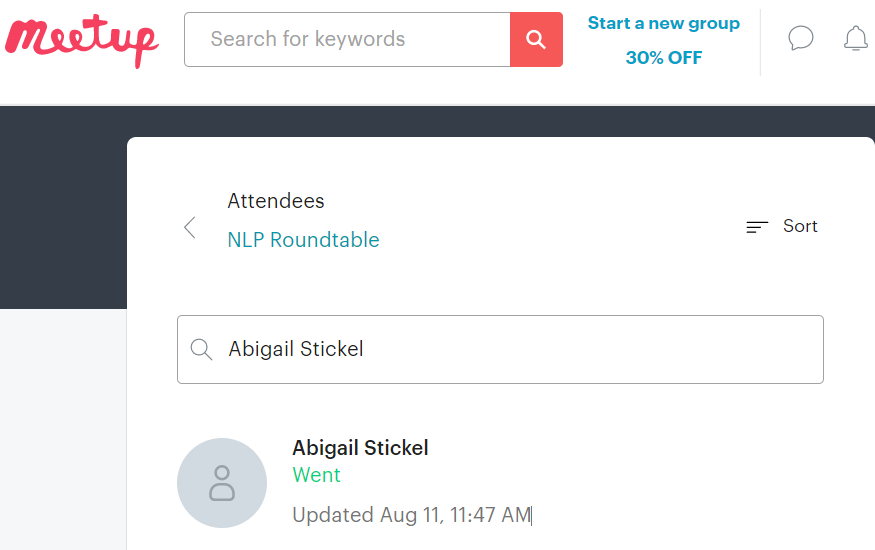 Meetup
Search for keywords
Start a new group
30% OFF
Attendees
NLP Roundtable
Sort
Abigail Stickel
Abigail Stickel
Went
Updated Aug 11, 11:47 AM